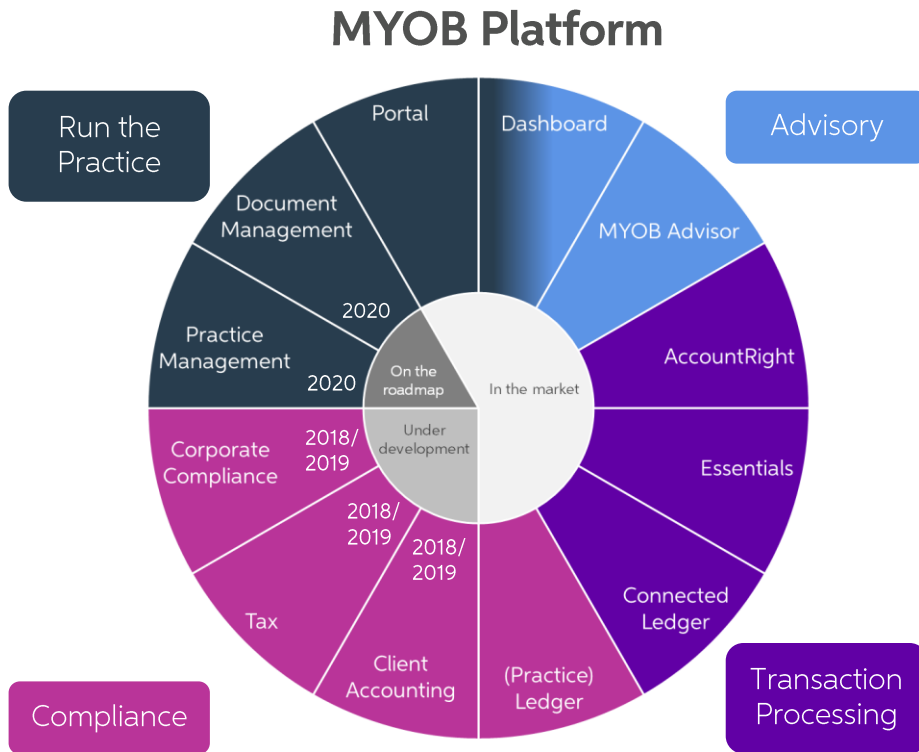 MYOB Platform
Run the
Practice
Advisory
Portal
Dashboard
Document
Management
MYOB Advisor
2020
Practice
Management
2020
AccountRight
On the
roadmap
In the market
Under
development
Corporate
Compliance
2018/
2019
Essentials
2018/
2019
Tax
2018/
2019
Connected
Ledger
Client
Accounting
(Practice)
Ledger
Compliance
Transaction
Processing